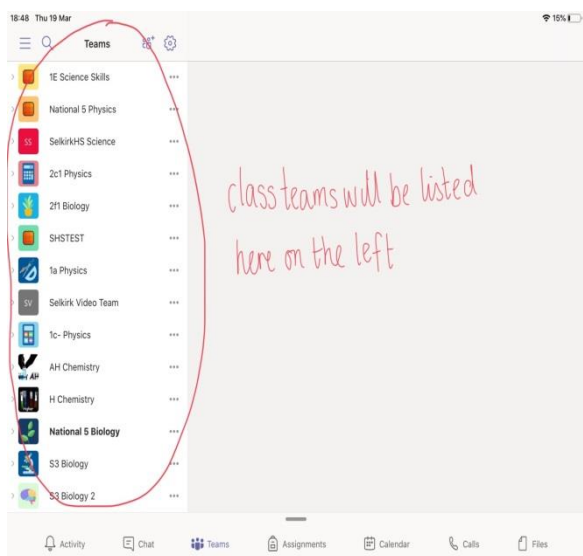 18:48 Thu 19 Mar
15%
Teams
1E Science Skills
National 5 Physics
SS
SelkirkHS Science
2c1 Physics
2f1 Biology
SHSTEST
1a Physics
SV
Selkirk Video Team
1c- Physics
AH
AH Chemistry
H Chemistry
National 5 Biology
S3 Biology
S3 Biology 2
class teams will be listed
here on the left
Activity
Chat
Teams
Assignments
Calendar
Calls
Files